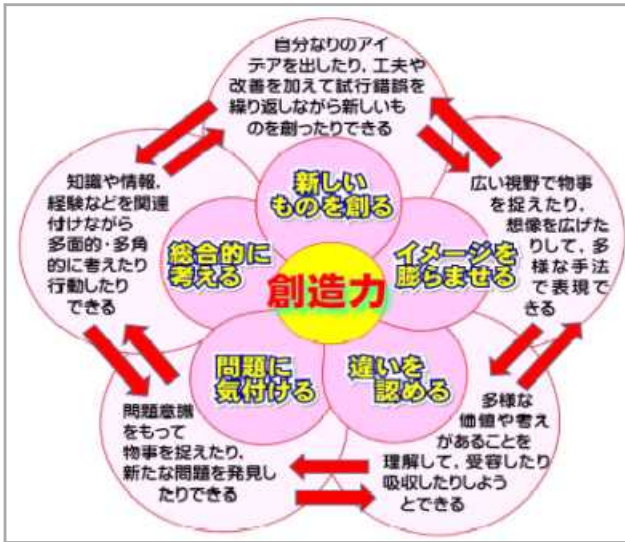 自分なりのアイ
デアを出したり，工夫や
改善を加えて試行錯誤を
繰り返しながら新しいも
のを創ったりできる
新しい
ものを創る
知識や情報，
経験などを関連
付けながら
多面的・多角
的に考えたり
行動したり
できる
総合的に
考える
創造力
イメージを
膨らませる
広い視野で物事
を捉えたり，
想像を広げた
りして，多
様な手法
で表現で
きる
問題に
気付ける
違いを
認める
問題意識
をもって
物事を捉えたり，
新たな問題を発見し
たりできる
多様な
価値や考え
があることを
理解して，受容したり
吸収したりしよう
とできる